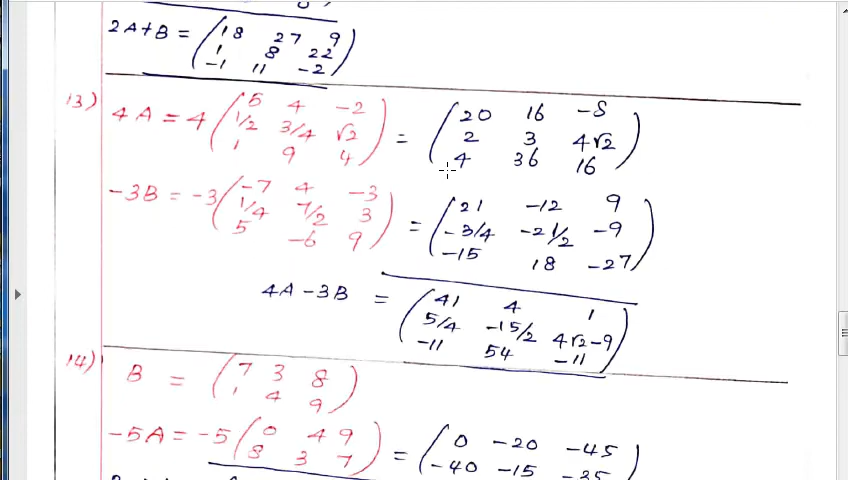 2A+B = (18 27 9
1 8 22
-1 11 -2)
13) 4A = 4 (5 4 -2
1/2 3/4 √2
1 9 4) = (20 16 -8
2 3 4√2
4 36 16)
-3B = -3 (-7 4 -3
1/4 7/2 3
5 -6 9) = (21 -12 9
-3/4 -21/2 -9
-15 18 -27)
4A-3B = (41 4 1
5/4 -15/2 4√2-9
-11 54 -11)
14) B = (7 3 8
1 4 9)
-5A = -5 (0 4 9
8 3 7) = (0 -20 -45
-40 -15 -35)